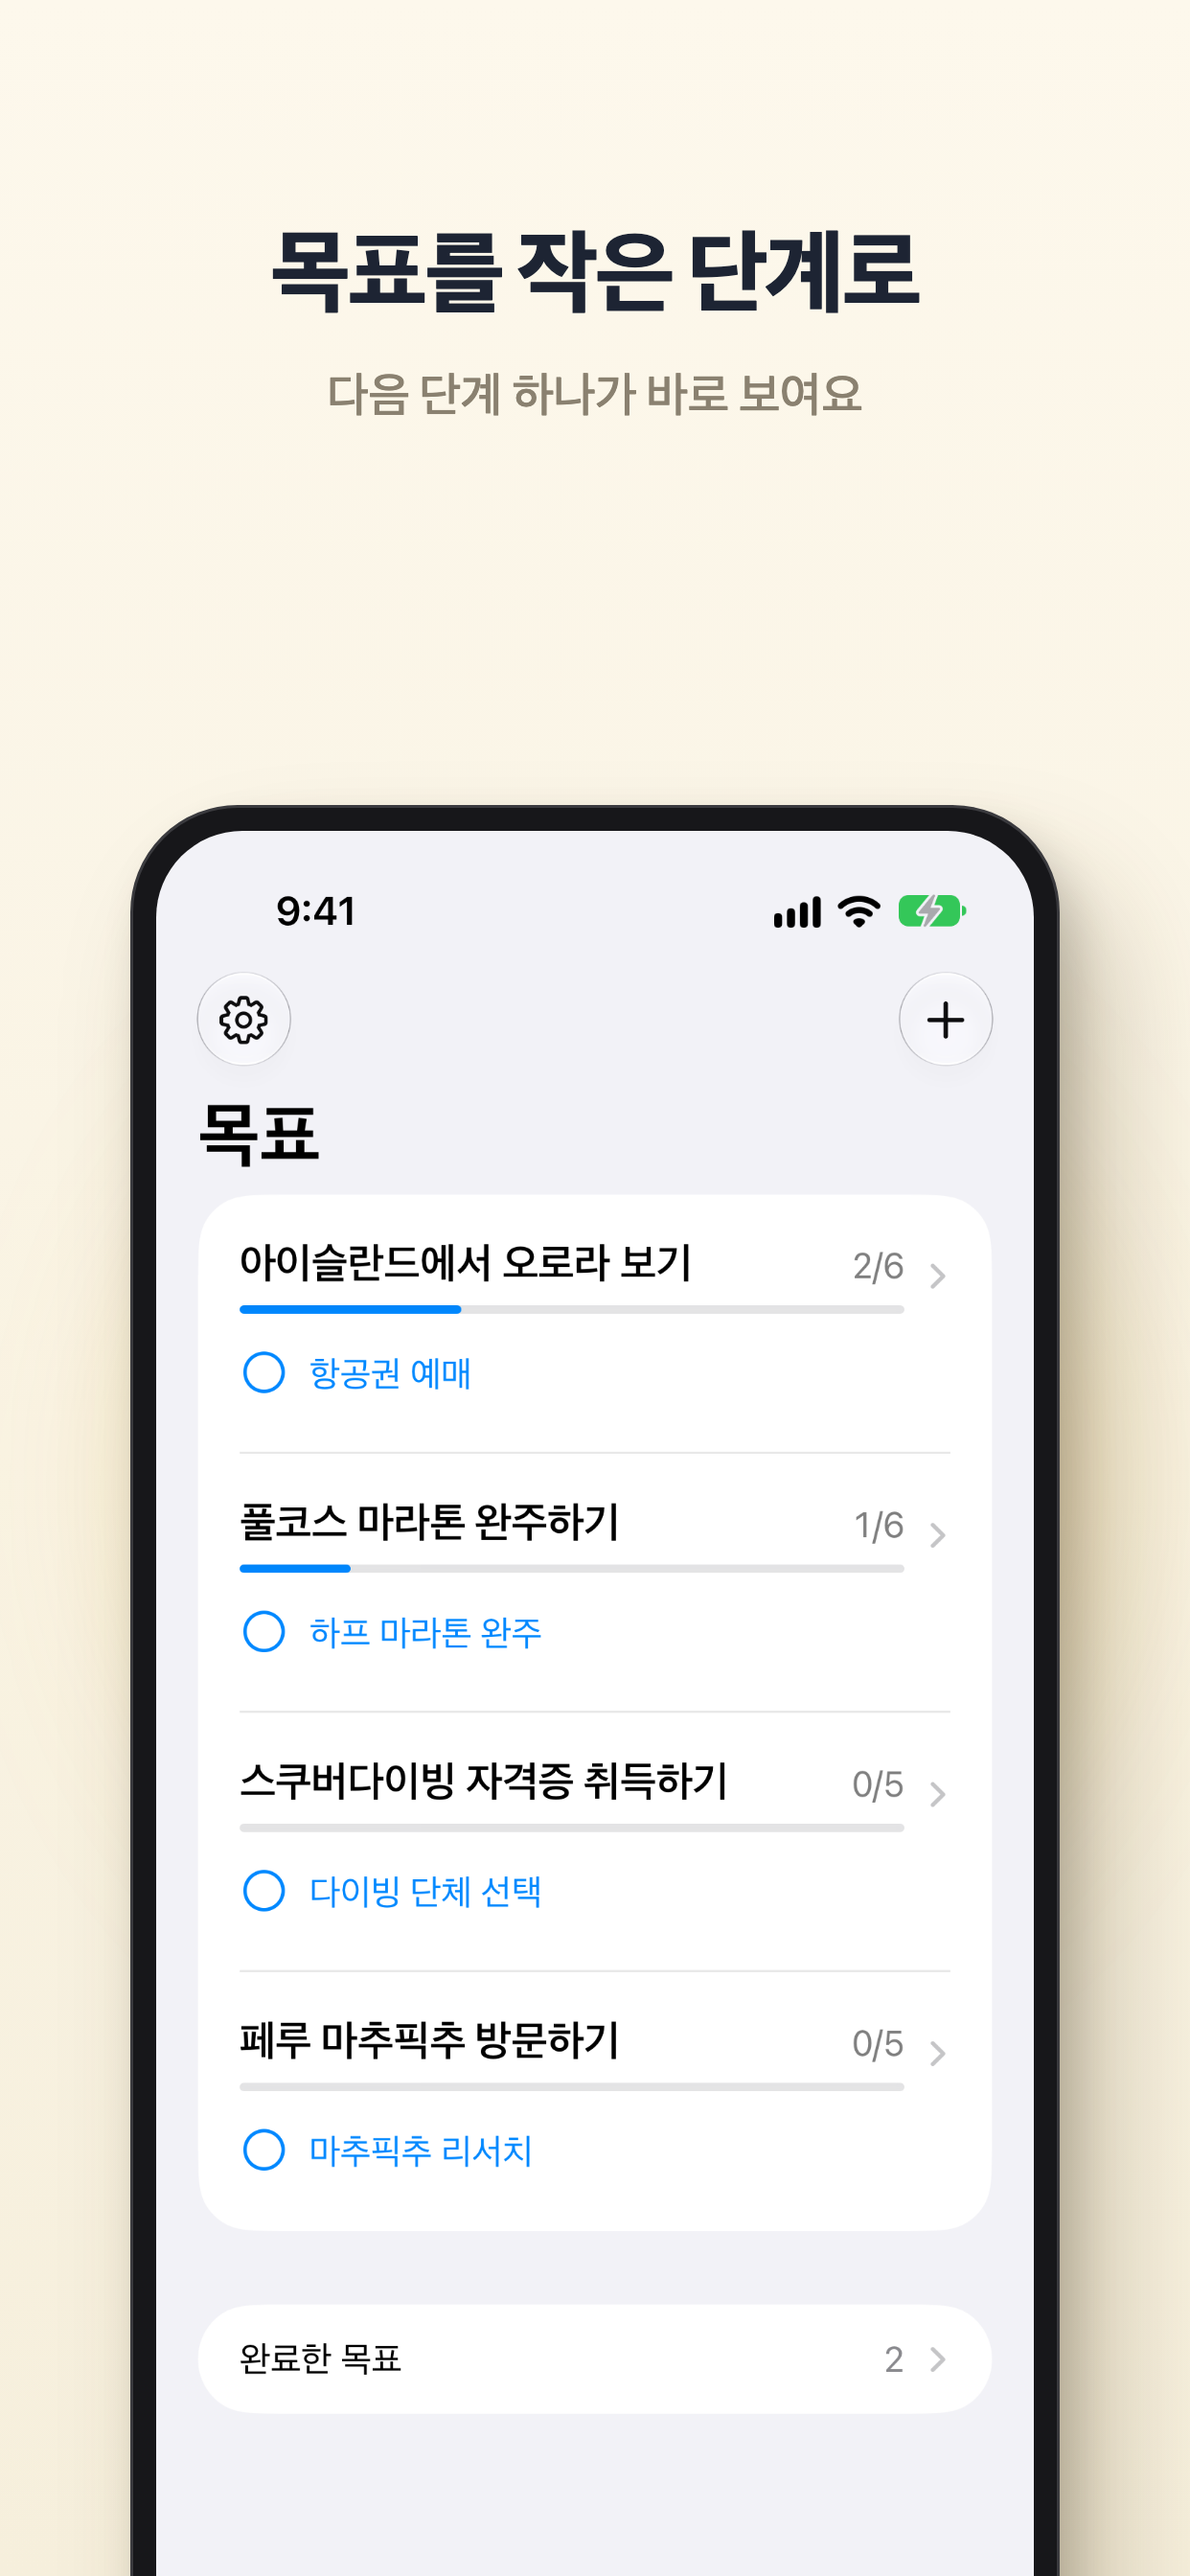 목표를 작은 단계로
다음 단계 하나가 바로 보여요
9:41
목표
아이슬란드에서 오로라 보기 2/6
항공권 예매
풀코스 마라톤 완주하기 1/6
하프 마라톤 완주
스쿠버다이빙 자격증 취득하기 0/5
다이빙 단체 선택
페루 마추픽추 방문하기 0/5
마추픽추 리서치
완료한 목표 2